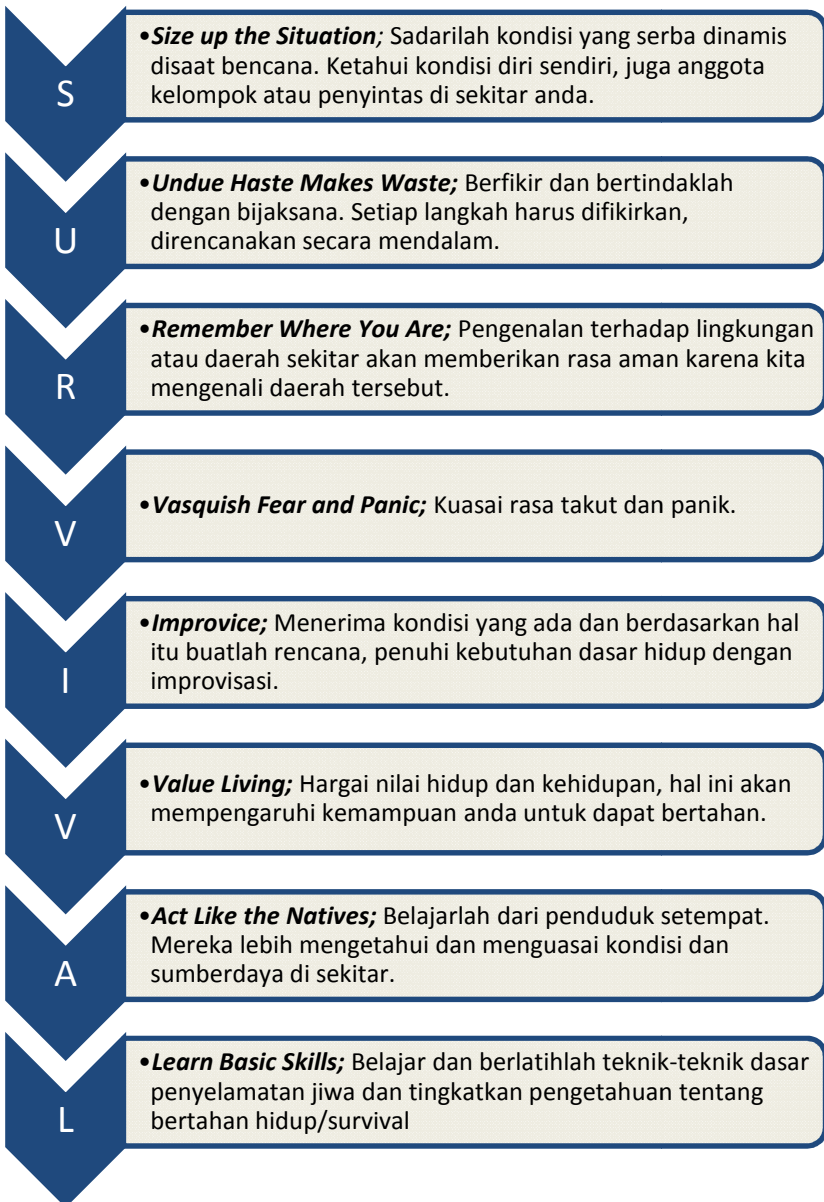 S
•Size up the Situation; Sadarilah kondisi yang serba dinamis
disaat bencana. Ketahui kondisi diri sendiri, juga anggota
kelompok atau penyintas di sekitar anda.
U
•Undue Haste Makes Waste; Berfikir dan bertindaklah
dengan bijaksana. Setiap langkah harus difikirkan,
direncanakan secara mendalam.
R
•Remember Where You Are; Pengenalan terhadap lingkungan
atau daerah sekitar akan memberikan rasa aman karena kita
mengenali daerah tersebut.
V
•Vasquish Fear and Panic; Kuasai rasa takut dan panik.
I
•Improvice; Menerima kondisi yang ada dan berdasarkan hal
itu buatlah rencana, penuhi kebutuhan dasar hidup dengan
improvisasi.
V
•Value Living; Hargai nilai hidup dan kehidupan, hal ini akan
mempengaruhi kemampuan anda untuk dapat bertahan.
A
•Act Like the Natives; Belajarlah dari penduduk setempat.
Mereka lebih mengetahui dan menguasai kondisi dan
sumberdaya di sekitar.
L
•Learn Basic Skills; Belajar dan berlatihlah teknik-teknik dasar
penyelamatan jiwa dan tingkatkan pengetahuan tentang
bertahan hidup/survival